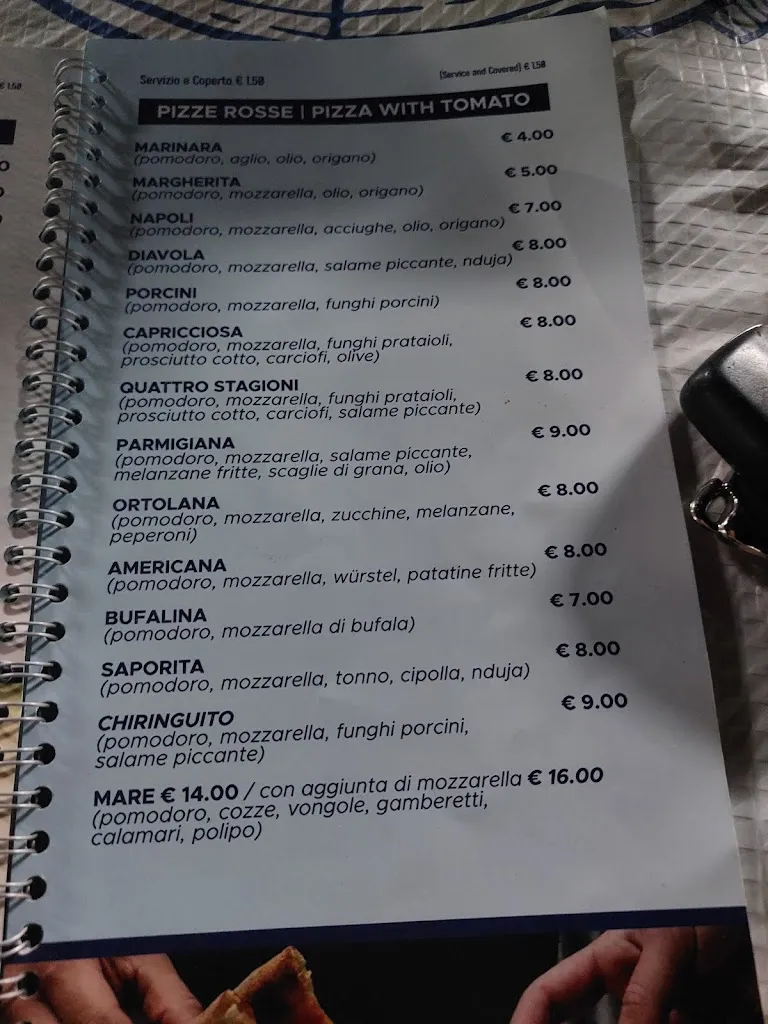 Servizio e Coperto € 1.50
(Service and Covered) € 1.50
PIZZE ROSSE | PIZZA WITH TOMATO
MARINARA € 4.00
(pomodoro, aglio, olio, origano)
MARGHERITA € 5.00
(pomodoro, mozzarella, olio, origano)
NAPOLI € 7.00
(pomodoro, mozzarella, acciughe, olio, origano)
DIAVOLA € 8.00
(pomodoro, mozzarella, salame piccante, nduja)
PORCINI € 8.00
(pomodoro, mozzarella, funghi porcini)
CAPRICCIOSA € 8.00
(pomodoro, mozzarella, funghi prataioli,
prosciutto cotto, carciofi, olive)
QUATTRO STAGIONI € 8.00
(pomodoro, mozzarella, funghi prataioli,
prosciutto cotto, carciofi, salame piccante)
PARMIGIANA € 9.00
(pomodoro, mozzarella, salame piccante,
melanzane fritte, scaglie di grana, olio)
ORTOLANA € 8.00
(pomodoro, mozzarella, zucchine, melanzane,
peperoni)
AMERICANA € 8.00
(pomodoro, mozzarella, würstel, patatine fritte)
BUFALINA € 7.00
(pomodoro, mozzarella di bufala)
SAPORITA € 8.00
(pomodoro, mozzarella, tonno, cipolla, nduja)
CHIRINGUITO € 9.00
(pomodoro, mozzarella, funghi porcini,
salame piccante)
MARE € 14.00 / con aggiunta di mozzarella € 16.00
(pomodoro, cozze, vongole, gamberetti,
calamari, polipo)